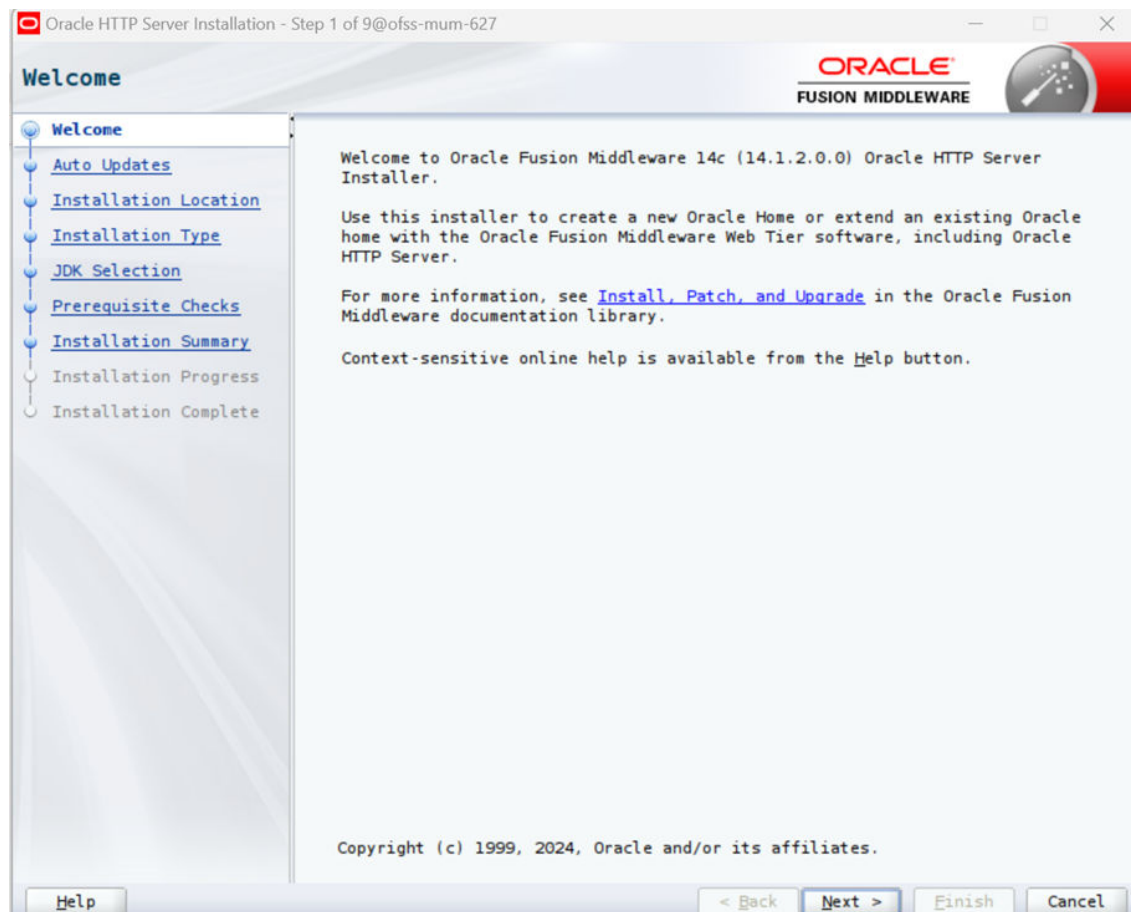 Oracle HTTP Server Installation - Step 1 of 9@ofss-mum-627
Welcome
ORACLE
FUSION MIDDLEWARE
Welcome
Auto Updates
Installation Location
Installation Type
JDK Selection
Prerequisite Checks
Installation Summary
Installation Progress
Installation Complete
Welcome to Oracle Fusion Middleware 14c (14.1.2.0.0) Oracle HTTP Server
Installer.
Use this installer to create a new Oracle Home or extend an existing Oracle
home with the Oracle Fusion Middleware Web Tier software, including Oracle
HTTP Server.
For more information, see Install, Patch, and Upgrade in the Oracle Fusion
Middleware documentation library.
Context-sensitive online help is available from the Help button.
Copyright (c) 1999, 2024, Oracle and/or its affiliates.
Help < Back Next > Finish Cancel